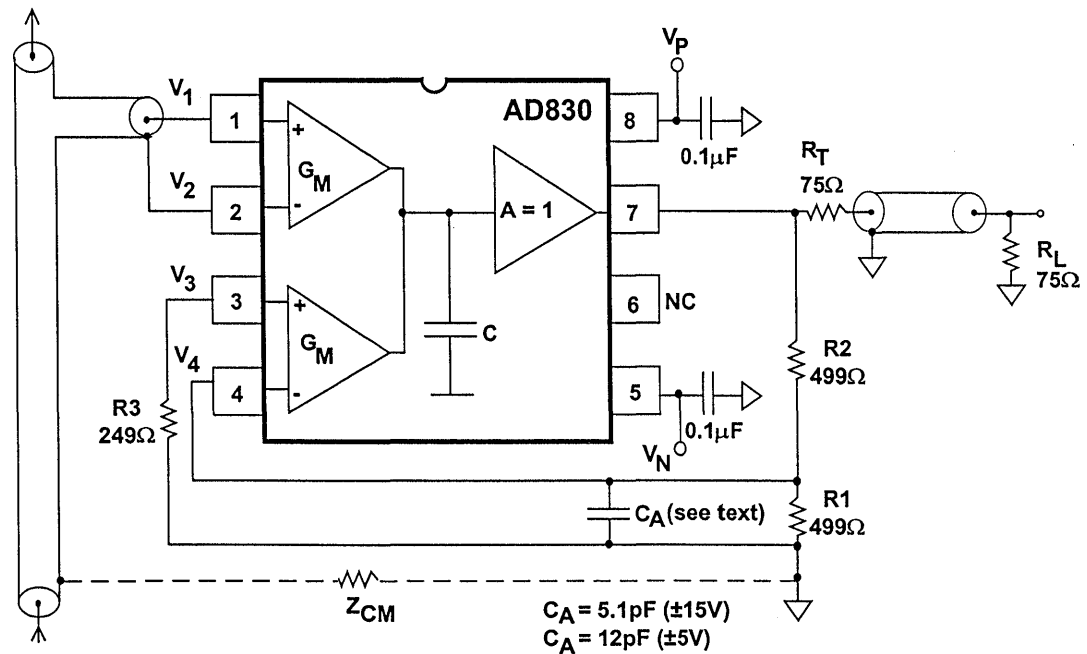 V1
V2
V3
V4
1
2
3
4
+
GM
-
+
GM
-
C
A = 1
AD830
8
7
6
5
NC
VP
0.1μF
VN
0.1μF
RT
75Ω
RL
75Ω
R2
499Ω
R1
499Ω
R3
249Ω
CA (see text)
ZCM
CA = 5.1pF (±15V)
CA = 12pF (±5V)